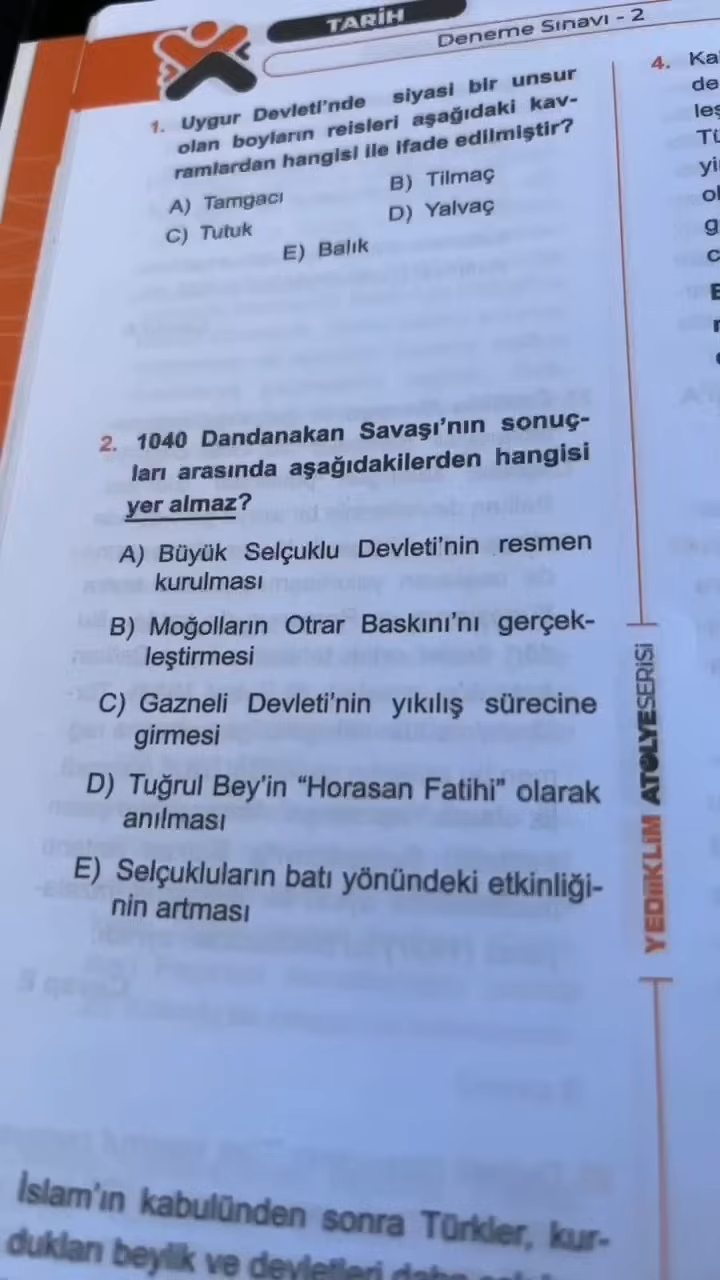 TARİH
Deneme Sınavı - 2
1. Uygur Devleti'nde siyasi bir unsur
olan boyların reisleri aşağıdaki kav-
ramlardan hangisi ile ifade edilmiştir?
A) Tamgacı
B) Tilmaç
C) Tutuk
D) Yalvaç
E) Balık
2. 1040 Dandanakan Savaşı'nın sonuç-
ları arasında aşağıdakilerden hangisi
yer almaz?
A) Büyük Selçuklu Devleti'nin resmen
kurulması
B) Moğolların Otrar Baskını'nı gerçek-
leştirmesi
C) Gazneli Devleti'nin yıkılış sürecine
girmesi
D) Tuğrul Bey'in “Horasan Fatihi” olarak
anılması
E) Selçukluların batı yönündeki etkinliği-
nin artması
İslam'ın kabulünden sonra Türkler, kur-
dukları beylik ve devletleri daha
YEDİİKLİM ATÖLYESERİSİ
4. Ka
de
leş